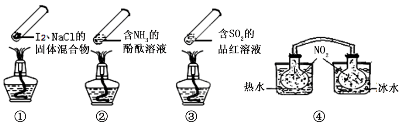 I2、NaCl的
固体混合物
含NH₃的
酚酞溶液
含SO₂的
品红溶液
NO₂
热水
冰水
① ② ③ ④